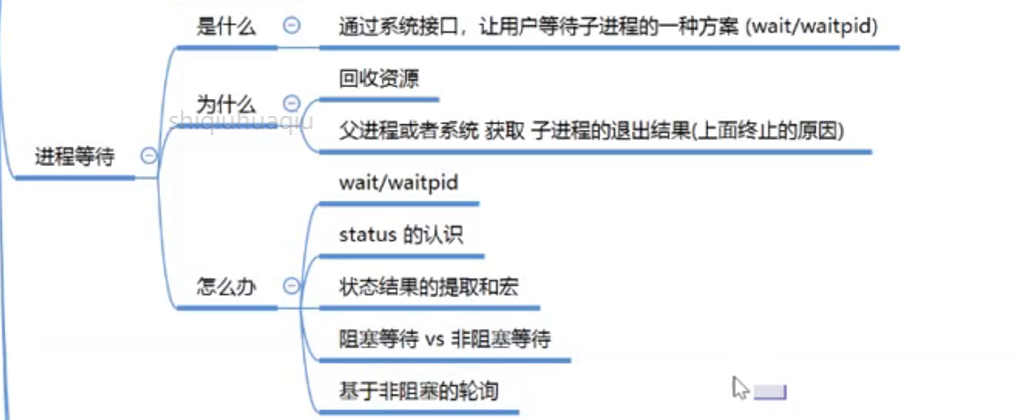 是什么
通过系统接口，让用户等待子进程的一种方案 (wait/waitpid)
为什么
回收资源
父进程或者系统 获取 子进程的退出结果(上面终止的原因)
shiqiuhuaqiu
进程等待
怎么办
wait/waitpid
status 的认识
状态结果的提取和宏
阻塞等待 vs 非阻塞等待
基于非阻塞的轮询